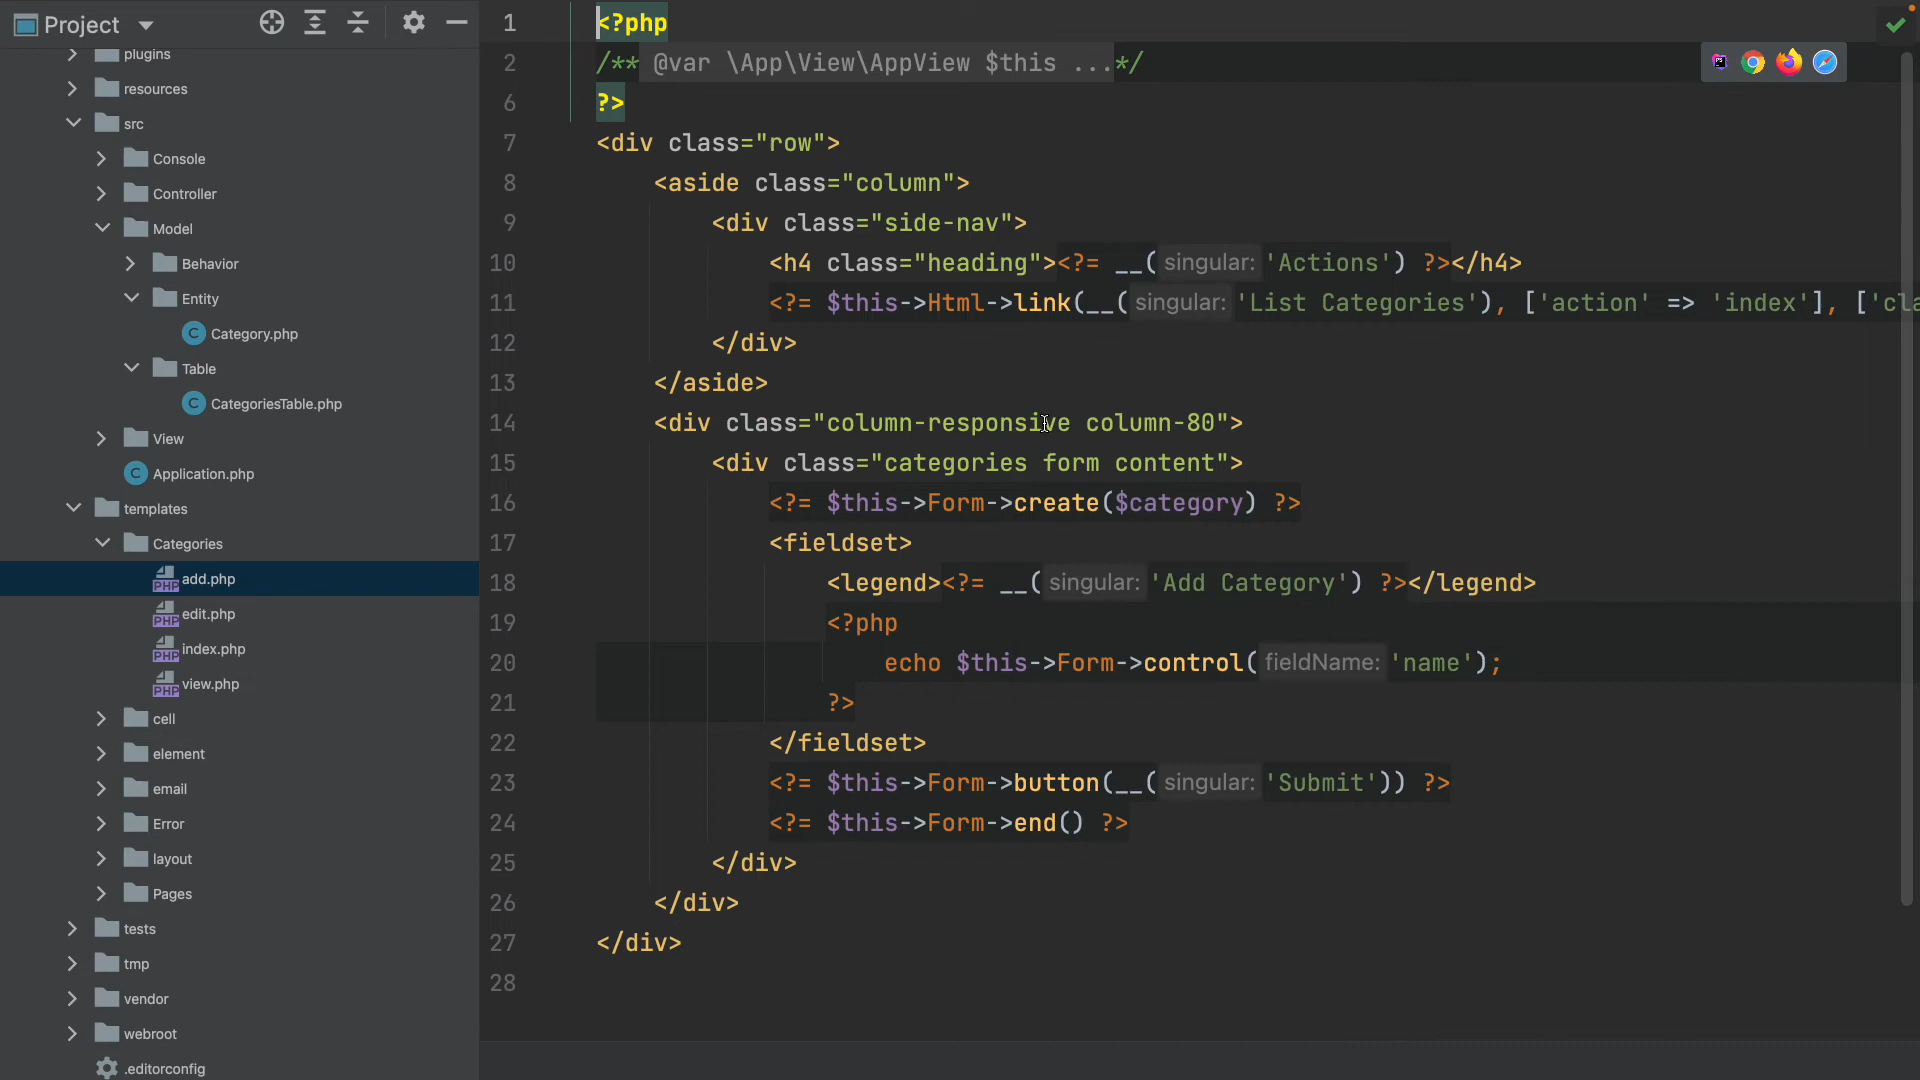 Project
plugins
resources
src
Console
Controller
Model
Behavior
Entity
Category.php
Table
CategoriesTable.php
View
Application.php
templates
Categories
add.php
edit.php
index.php
view.php
cell
element
email
Error
layout
Pages
tests
tmp
vendor
webroot
.editorconfig
1 <?php
2 /** @var \App\View\AppView $this ...*/
6 ?>
7 <div class="row">
8 <aside class="column">
9 <div class="side-nav">
10 <h4 class="heading"><?= __( singular: 'Actions') ?></h4>
11 <?= $this->Html->link(__( singular: 'List Categories'), ['action' => 'index'], ['cla
12 </div>
13 </aside>
14 <div class="column-responsive column-80">
15 <div class="categories form content">
16 <?= $this->Form->create($category) ?>
17 <fieldset>
18 <legend><?= __( singular: 'Add Category') ?></legend>
19 <?php
20 echo $this->Form->control( fieldName: 'name');
21 ?>
22 </fieldset>
23 <?= $this->Form->button(__( singular: 'Submit')) ?>
24 <?= $this->Form->end() ?>
25 </div>
26 </div>
27 </div>
28